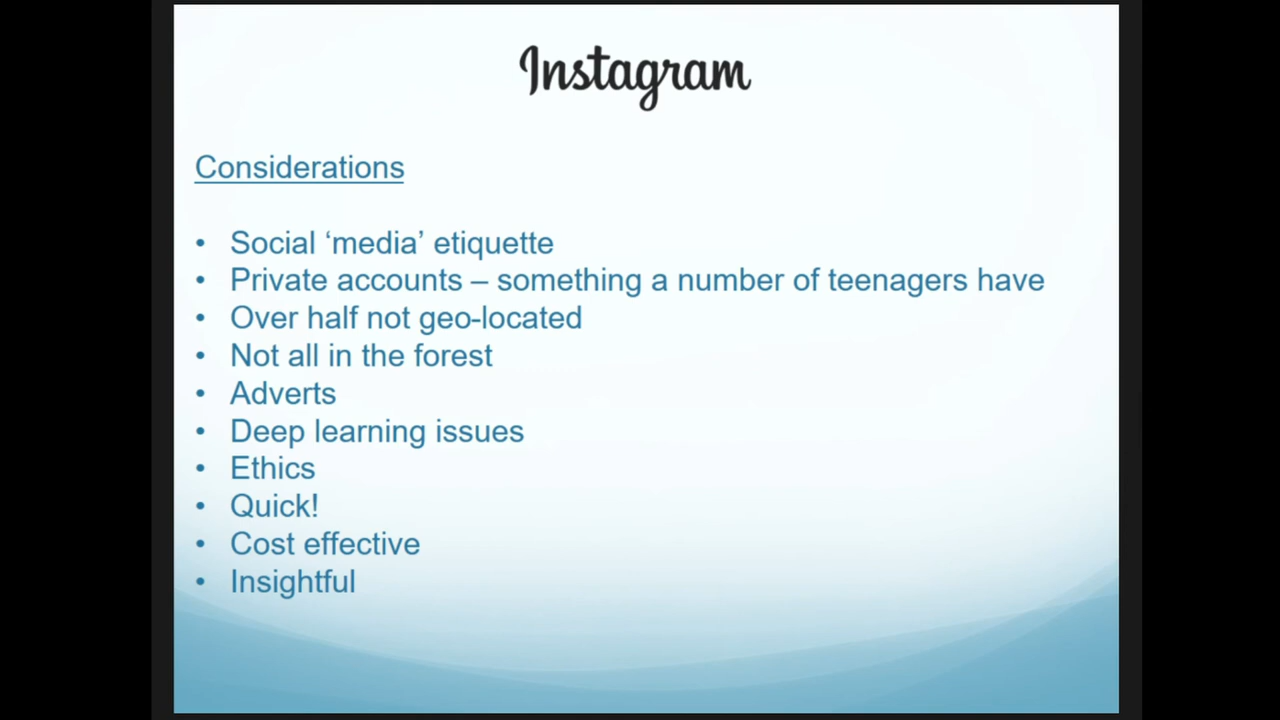 Instagram
Considerations
• Social ‘media’ etiquette
• Private accounts – something a number of teenagers have
• Over half not geo-located
• Not all in the forest
• Adverts
• Deep learning issues
• Ethics
• Quick!
• Cost effective
• Insightful